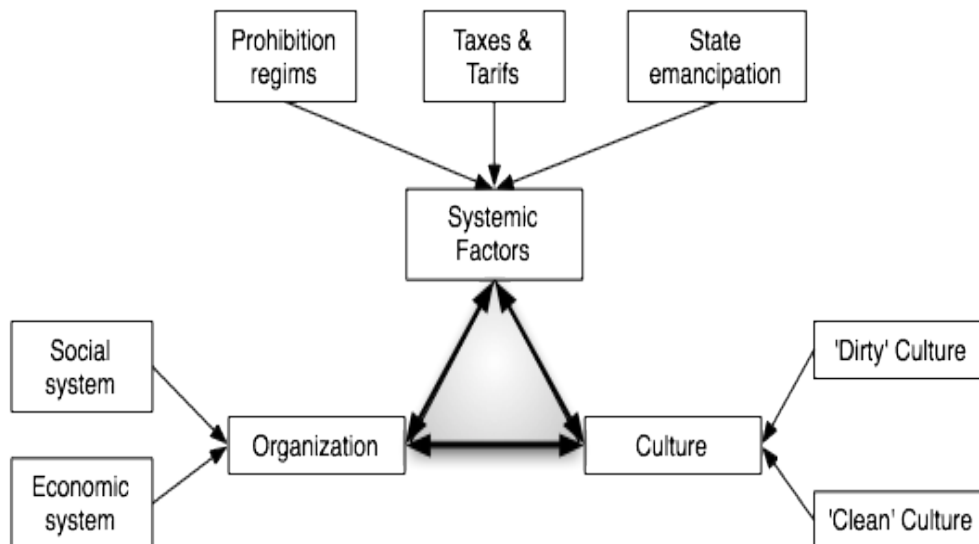 Prohibition
regims
Taxes &
Tarifs
State
emancipation
Systemic
Factors
Social
system
'Dirty' Culture
Organization
Culture
Economic
system
'Clean' Culture